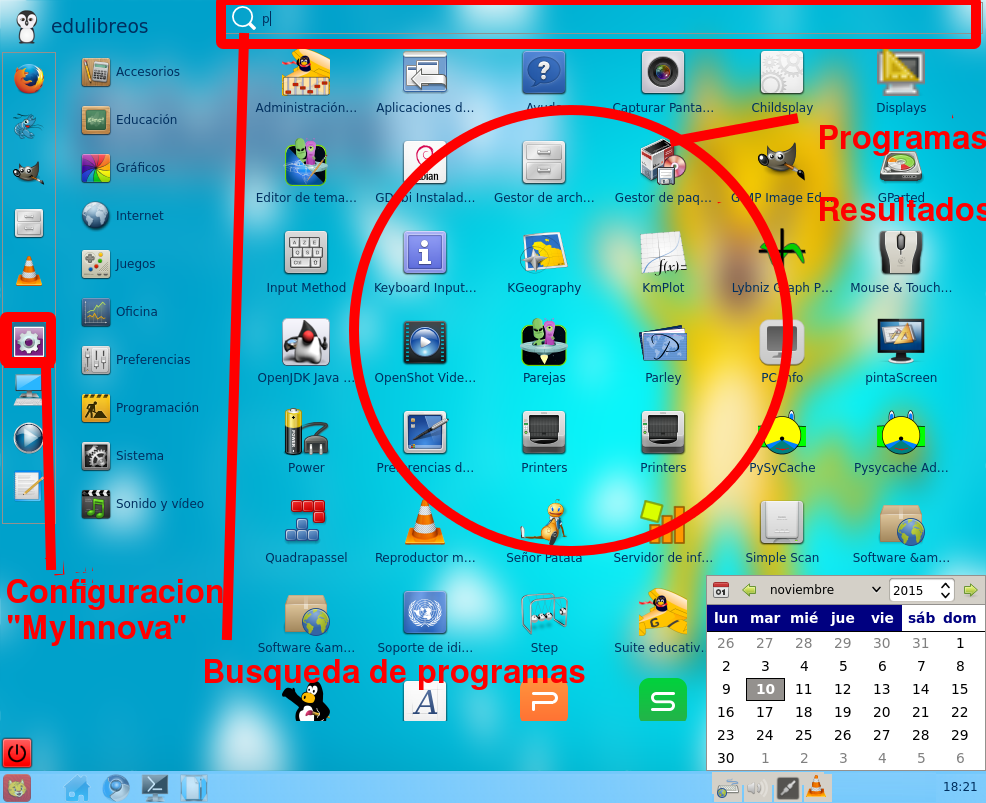 edulibreos
p
Accesorios
Educación
Gráficos
Internet
Juegos
Oficina
Preferencias
Programación
Sistema
Sonido y vídeo
Administración... Aplicaciones d... Ayuda Capturar Panta... Childsplay Displays
Programas
Editor de tema... GDebi Instalad... Gestor de arch... Gestor de paq... GIMP Image Ed... GParted
Resultados
Input Method Keyboard Input... KGeography KmPlot Lybniz Graph P... Mouse & Touch...
OpenJDK Java ... OpenShot Vide... Parejas Parley PC Info pintaScreen
Power Preferencias d... Printers Printers PySyCache Pysycache Ad...
Quadrapassel Reproductor m... Señor Patata Servidor de inf... Simple Scan Software &am...
Configuracion
"MyInnova"
Software &am... Soporte de idi... Step Suite educativ...
Busqueda de programas
noviembre 2015
lun mar mié jue vie sáb dom
26 27 28 29 30 31 1
2 3 4 5 6 7 8
9 10 11 12 13 14 15
16 17 18 19 20 21 22
23 24 25 26 27 28 29
30 1 2 3 4 5 6
18:21